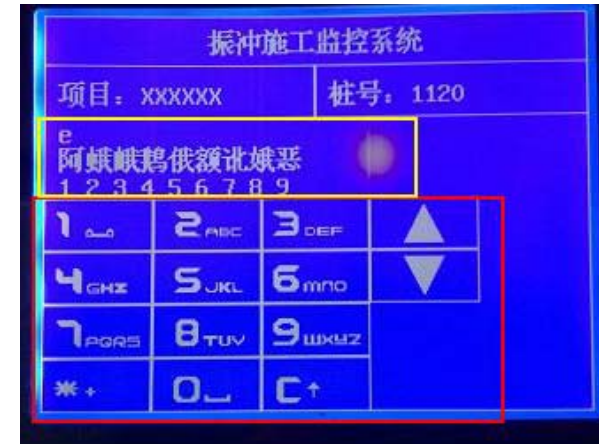 振冲施工监控系统
项目：XXXXXX
桩号：1120
e
阿蛾峨鹅俄额讹娥恶
1 2 3 4 5 6 7 8 9
1
2 ABC
3 DEF
▲
4 GHI
5 JKL
6 MNO
▼
7 PQRS
8 TUV
9 WXYZ
* +
0
C ↑